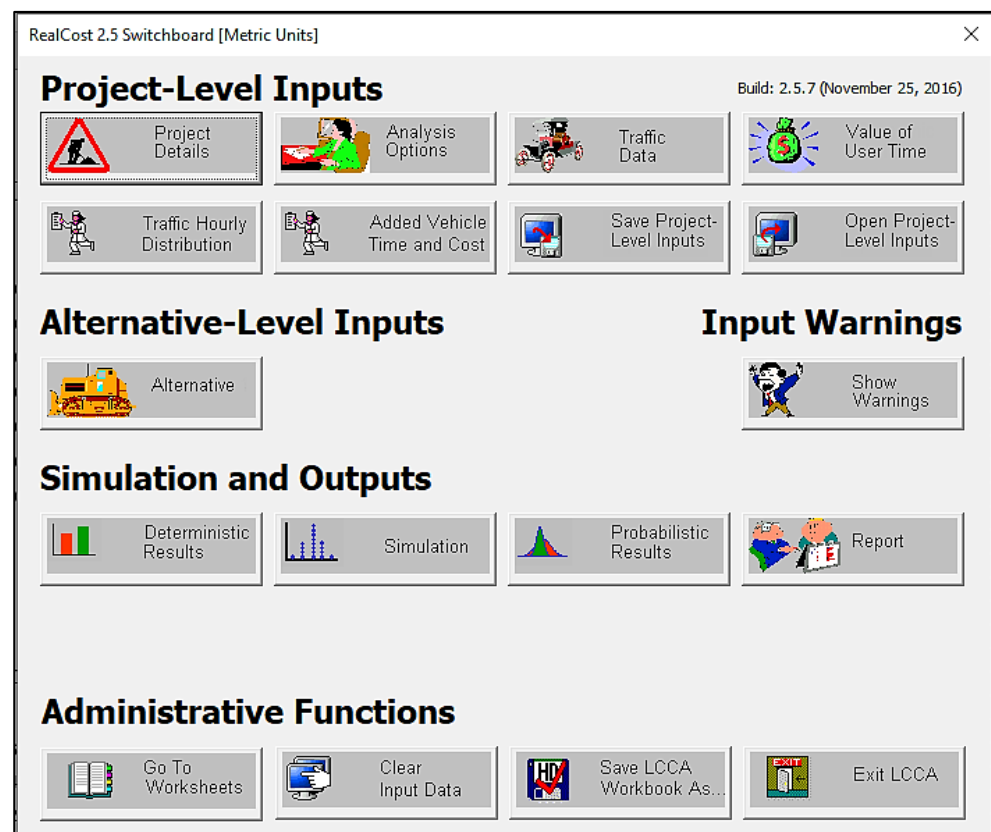 RealCost 2.5 Switchboard [Metric Units]
Project-Level Inputs
Build: 2.5.7 (November 25, 2016)
Project
Details
Analysis
Options
Traffic
Data
Value of
User Time
Traffic Hourly
Distribution
Added Vehicle
Time and Cost
Save Project-
Level Inputs
Open Project-
Level Inputs
Alternative-Level Inputs
Input Warnings
Alternative
Show
Warnings
Simulation and Outputs
Deterministic
Results
Simulation
Probabilistic
Results
Report
Administrative Functions
Go To
Worksheets
Clear
Input Data
HD
Save LCCA
Workbook As...
EXIT
Exit LCCA